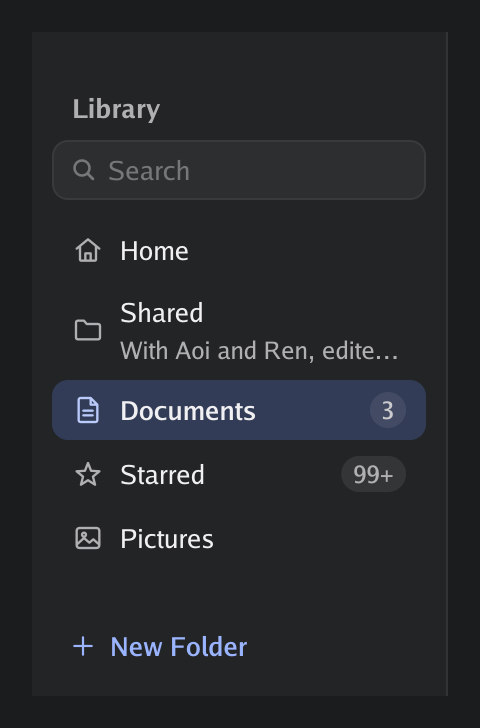 Library
Search
Home
Shared
With Aoi and Ren, edite…
Documents
3
Starred
99+
Pictures
New Folder